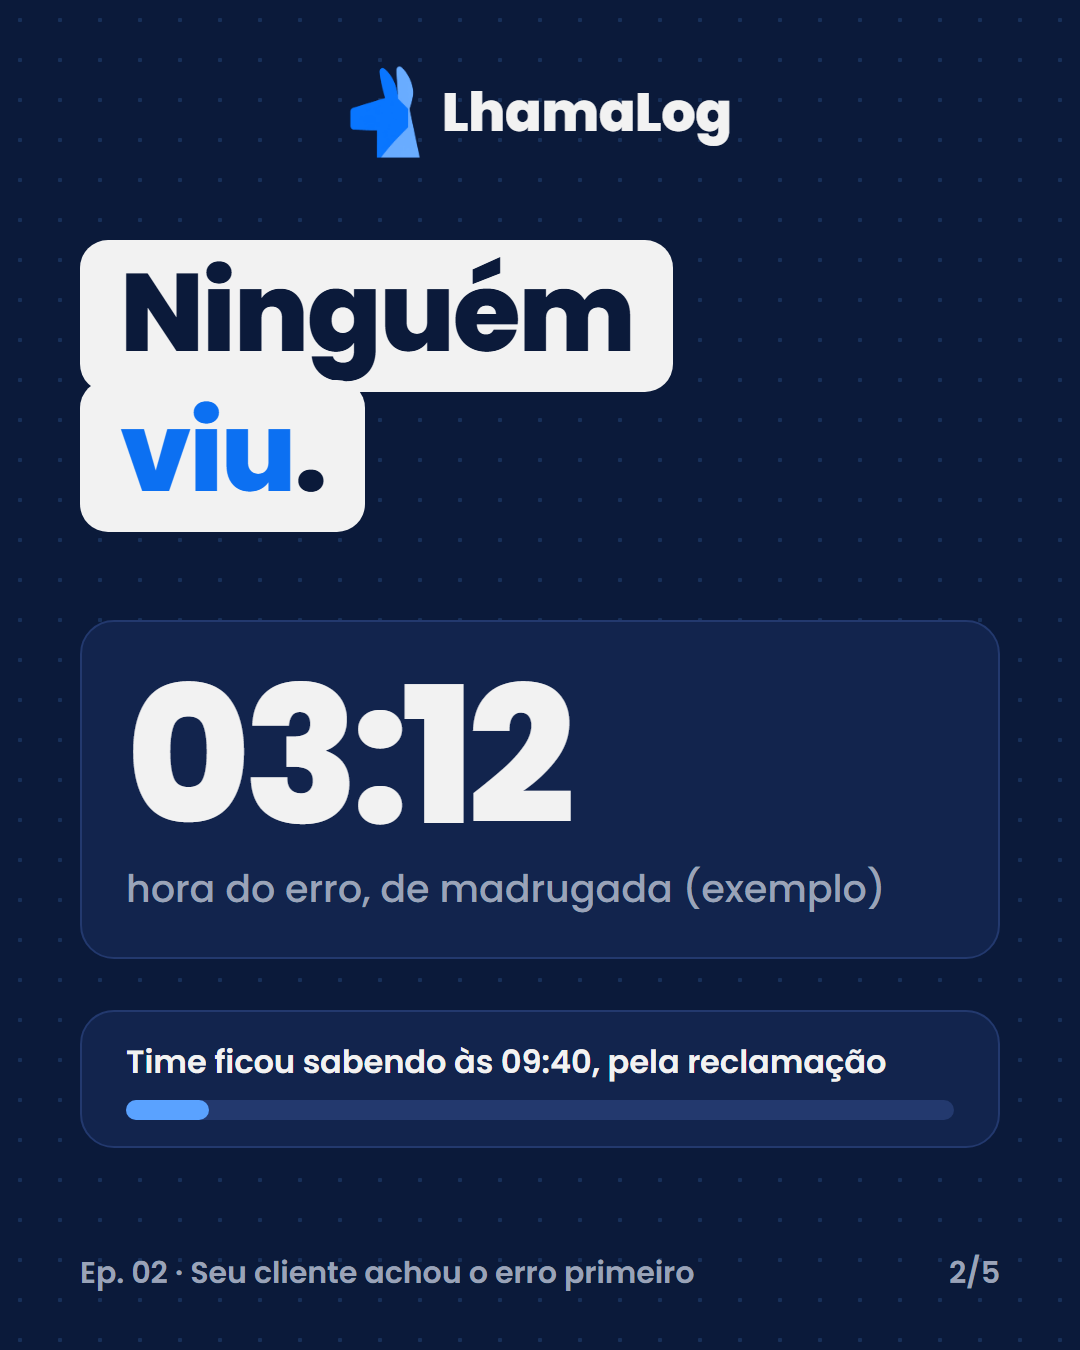 LhamaLog
Ninguém
viu.
03:12
hora do erro, de madrugada (exemplo)
Time ficou sabendo às 09:40, pela reclamação
Ep. 02 · Seu cliente achou o erro primeiro
2/5